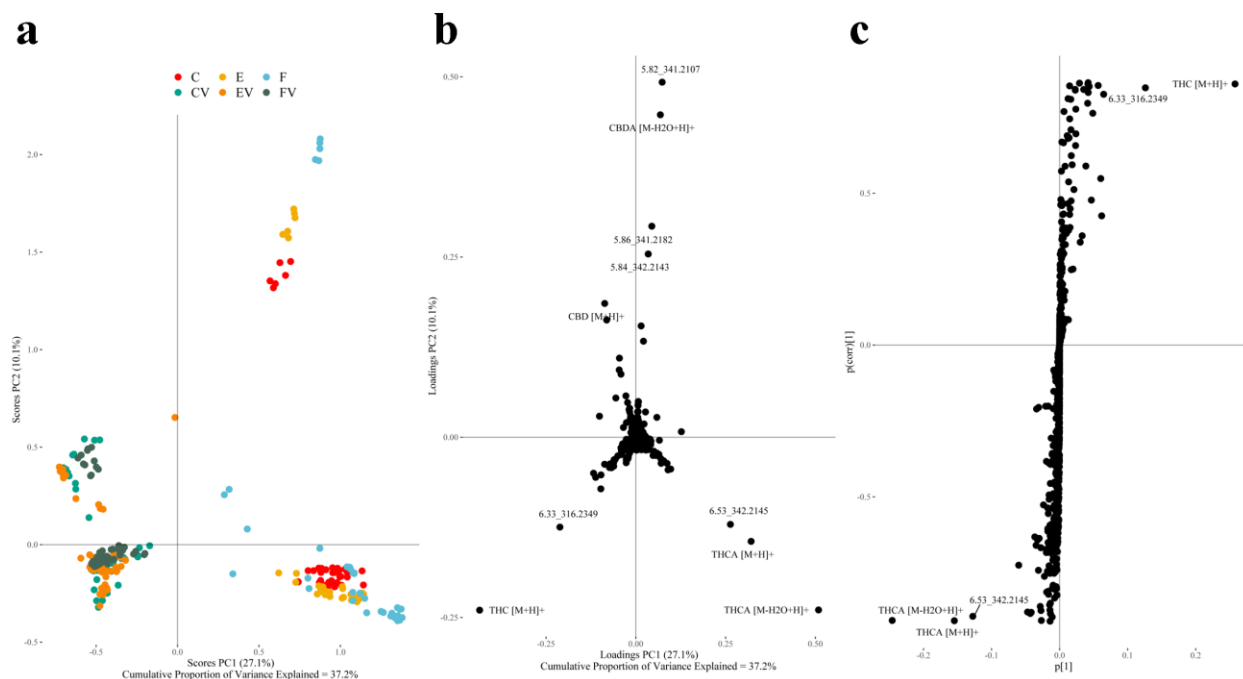 a
C E F
CV EV FV
2.0
1.5
1.0
0.5
0.0
-0.5
Scores PC2 (10.1%)
-0.5 0.0 0.5 1.0
Scores PC1 (27.1%)
Cumulative Proportion of Variance Explained = 37.2%
b
0.50
0.25
0.00
-0.25
Loadings PC2 (10.1%)
5.82_341.2107
CBDA [M-H2O+H]+
5.86_341.2182
5.84_342.2143
CBD [M+H]+
6.33_316.2349
6.53_342.2145
THCA [M+H]+
THC [M+H]+
THCA [M-H2O+H]+
-0.25 0.00 0.25 0.50
Loadings PC1 (27.1%)
Cumulative Proportion of Variance Explained = 37.2%
c
THC [M+H]+
6.33_316.2349
0.5
0.0
-0.5
p(corr)[1]
6.53_342.2145
THCA [M-H2O+H]+
THCA [M+H]+
-0.2 -0.1 0.0 0.1 0.2
p[1]